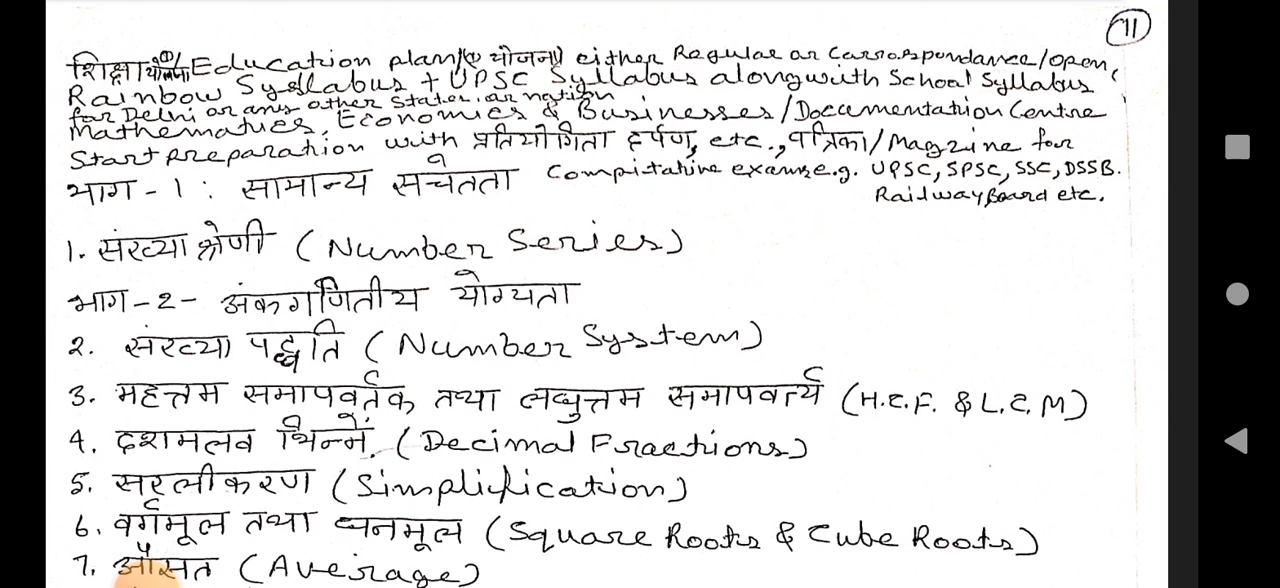 11
शिक्षा योजना/Education plan/(ए योजना) either Regular or Carrospondance/open,
Rainbow Syllabus + UPSC Syllabus alongwith School Syllabus
for Delhi or any other State, or nation
Mathematics, Economics & Businesses/Documentation Centre
Start preparation with प्रतियोगिता दर्पण, etc., पत्रिका/Magzine for
Compitative exams e.g. UPSC, SPSC, SSC, DSSB.
Railway Board etc.
भाग-1: सामान्य सचेतता
1. संख्या श्रेणी (Number Series)
भाग-2- अंकगणितीय योग्यता
2. संख्या पद्धति (Number System)
3. महत्तम समापवर्तक तथा लघुत्तम समापवर्त्य (H.C.F. & L.C.M)
4. दशमलव भिन्नें. (Decimal Fractions)
5. सरलीकरण (Simplification)
6. वर्गमूल तथा घनमूल (Square Roots & Cube Roots)
7. औसत (Average)